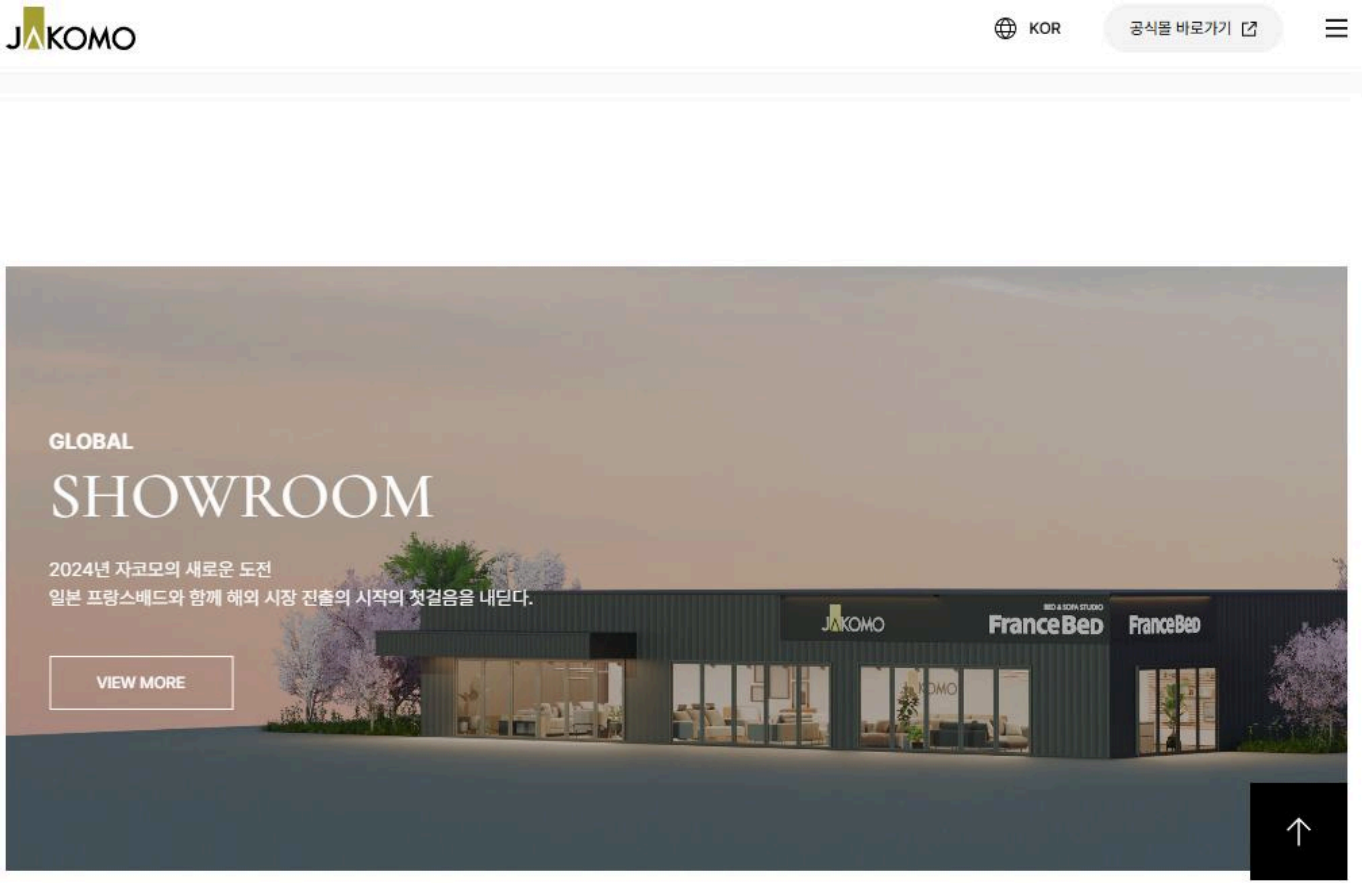 JAKOMO
KOR
공식몰 바로가기
GLOBAL
SHOWROOM
2024년 자코모의 새로운 도전
일본 프랑스배드와 함께 해외 시장 진출의 시작의 첫걸음을 내딛다.
VIEW MORE
JAKOMO
BED & SOFA STUDIO
FranceBed
FranceBed
KOMO